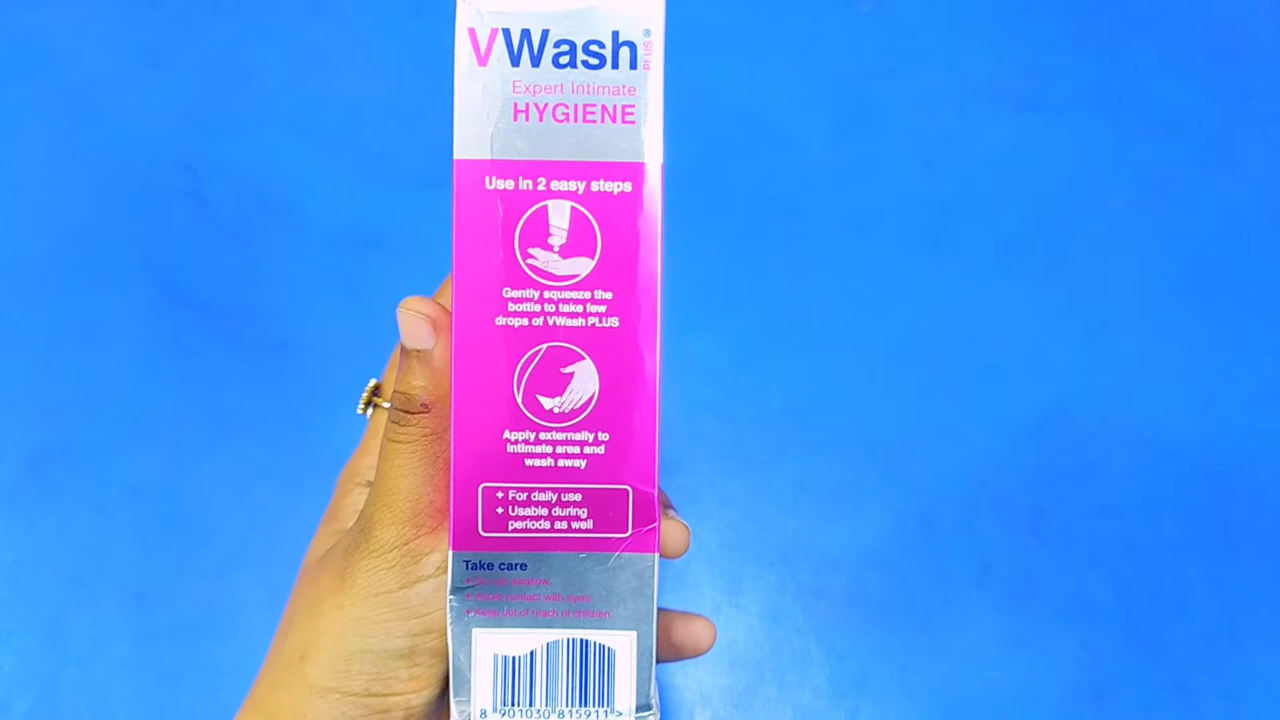 VWash PLUS®
Expert Intimate
HYGIENE
Use in 2 easy steps
Gently squeeze the
bottle to take few
drops of VWash PLUS
Apply externally to
intimate area and
wash away
+ For daily use
+ Usable during
periods as well
Take care
+ Do not swallow.
+ Avoid contact with eyes.
+ Keep out of reach of children.
8 901030 815911 >